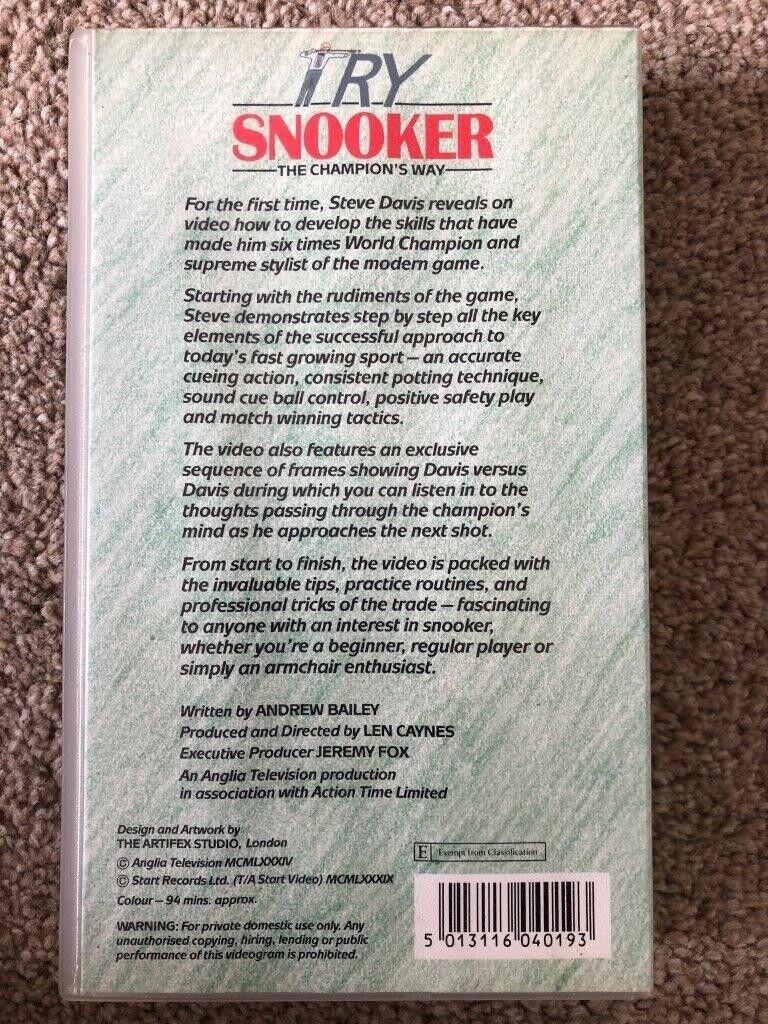 TRY
SNOOKER
THE CHAMPION'S WAY
For the first time, Steve Davis reveals on
video how to develop the skills that have
made him six times World Champion and
supreme stylist of the modern game.
Starting with the rudiments of the game,
Steve demonstrates step by step all the key
elements of the successful approach to
today's fast growing sport — an accurate
cueing action, consistent potting technique,
sound cue ball control, positive safety play
and match winning tactics.
The video also features an exclusive
sequence of frames showing Davis versus
Davis during which you can listen in to the
thoughts passing through the champion's
mind as he approaches the next shot.
From start to finish, the video is packed with
the invaluable tips, practice routines, and
professional tricks of the trade — fascinating
to anyone with an interest in snooker,
whether you're a beginner, regular player or
simply an armchair enthusiast.
Written by ANDREW BAILEY
Produced and Directed by LEN CAYNES
Executive Producer JEREMY FOX
An Anglia Television production
in association with Action Time Limited
Design and Artwork by
THE ARTIFEX STUDIO, London
© Anglia Television MCMLXXXIV
© Start Records Ltd. (T/A Start Video) MCMLXXXIX
Colour — 94 mins. approx.
WARNING: For private domestic use only. Any
unauthorised copying, hiring, lending or public
performance of this videogram is prohibited.
E Exempt from Classification
5 013116 040193